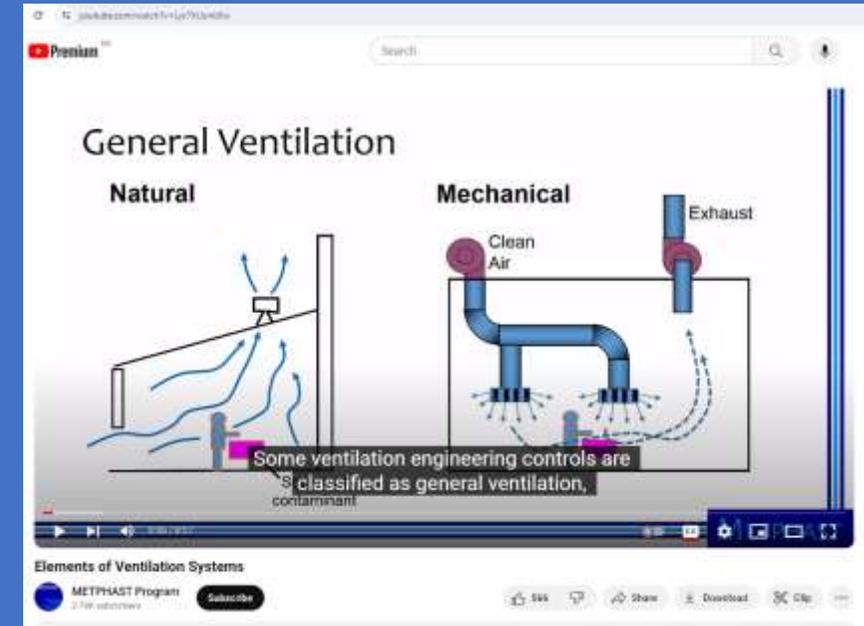 Premium
Search
General Ventilation
Natural
Mechanical
Clean
Air
Exhaust
Some ventilation engineering controls are
classified as general ventilation,
contaminant
Elements of Ventilation Systems
METPHAST Program
Subscribe
566
Share
Download
Clip